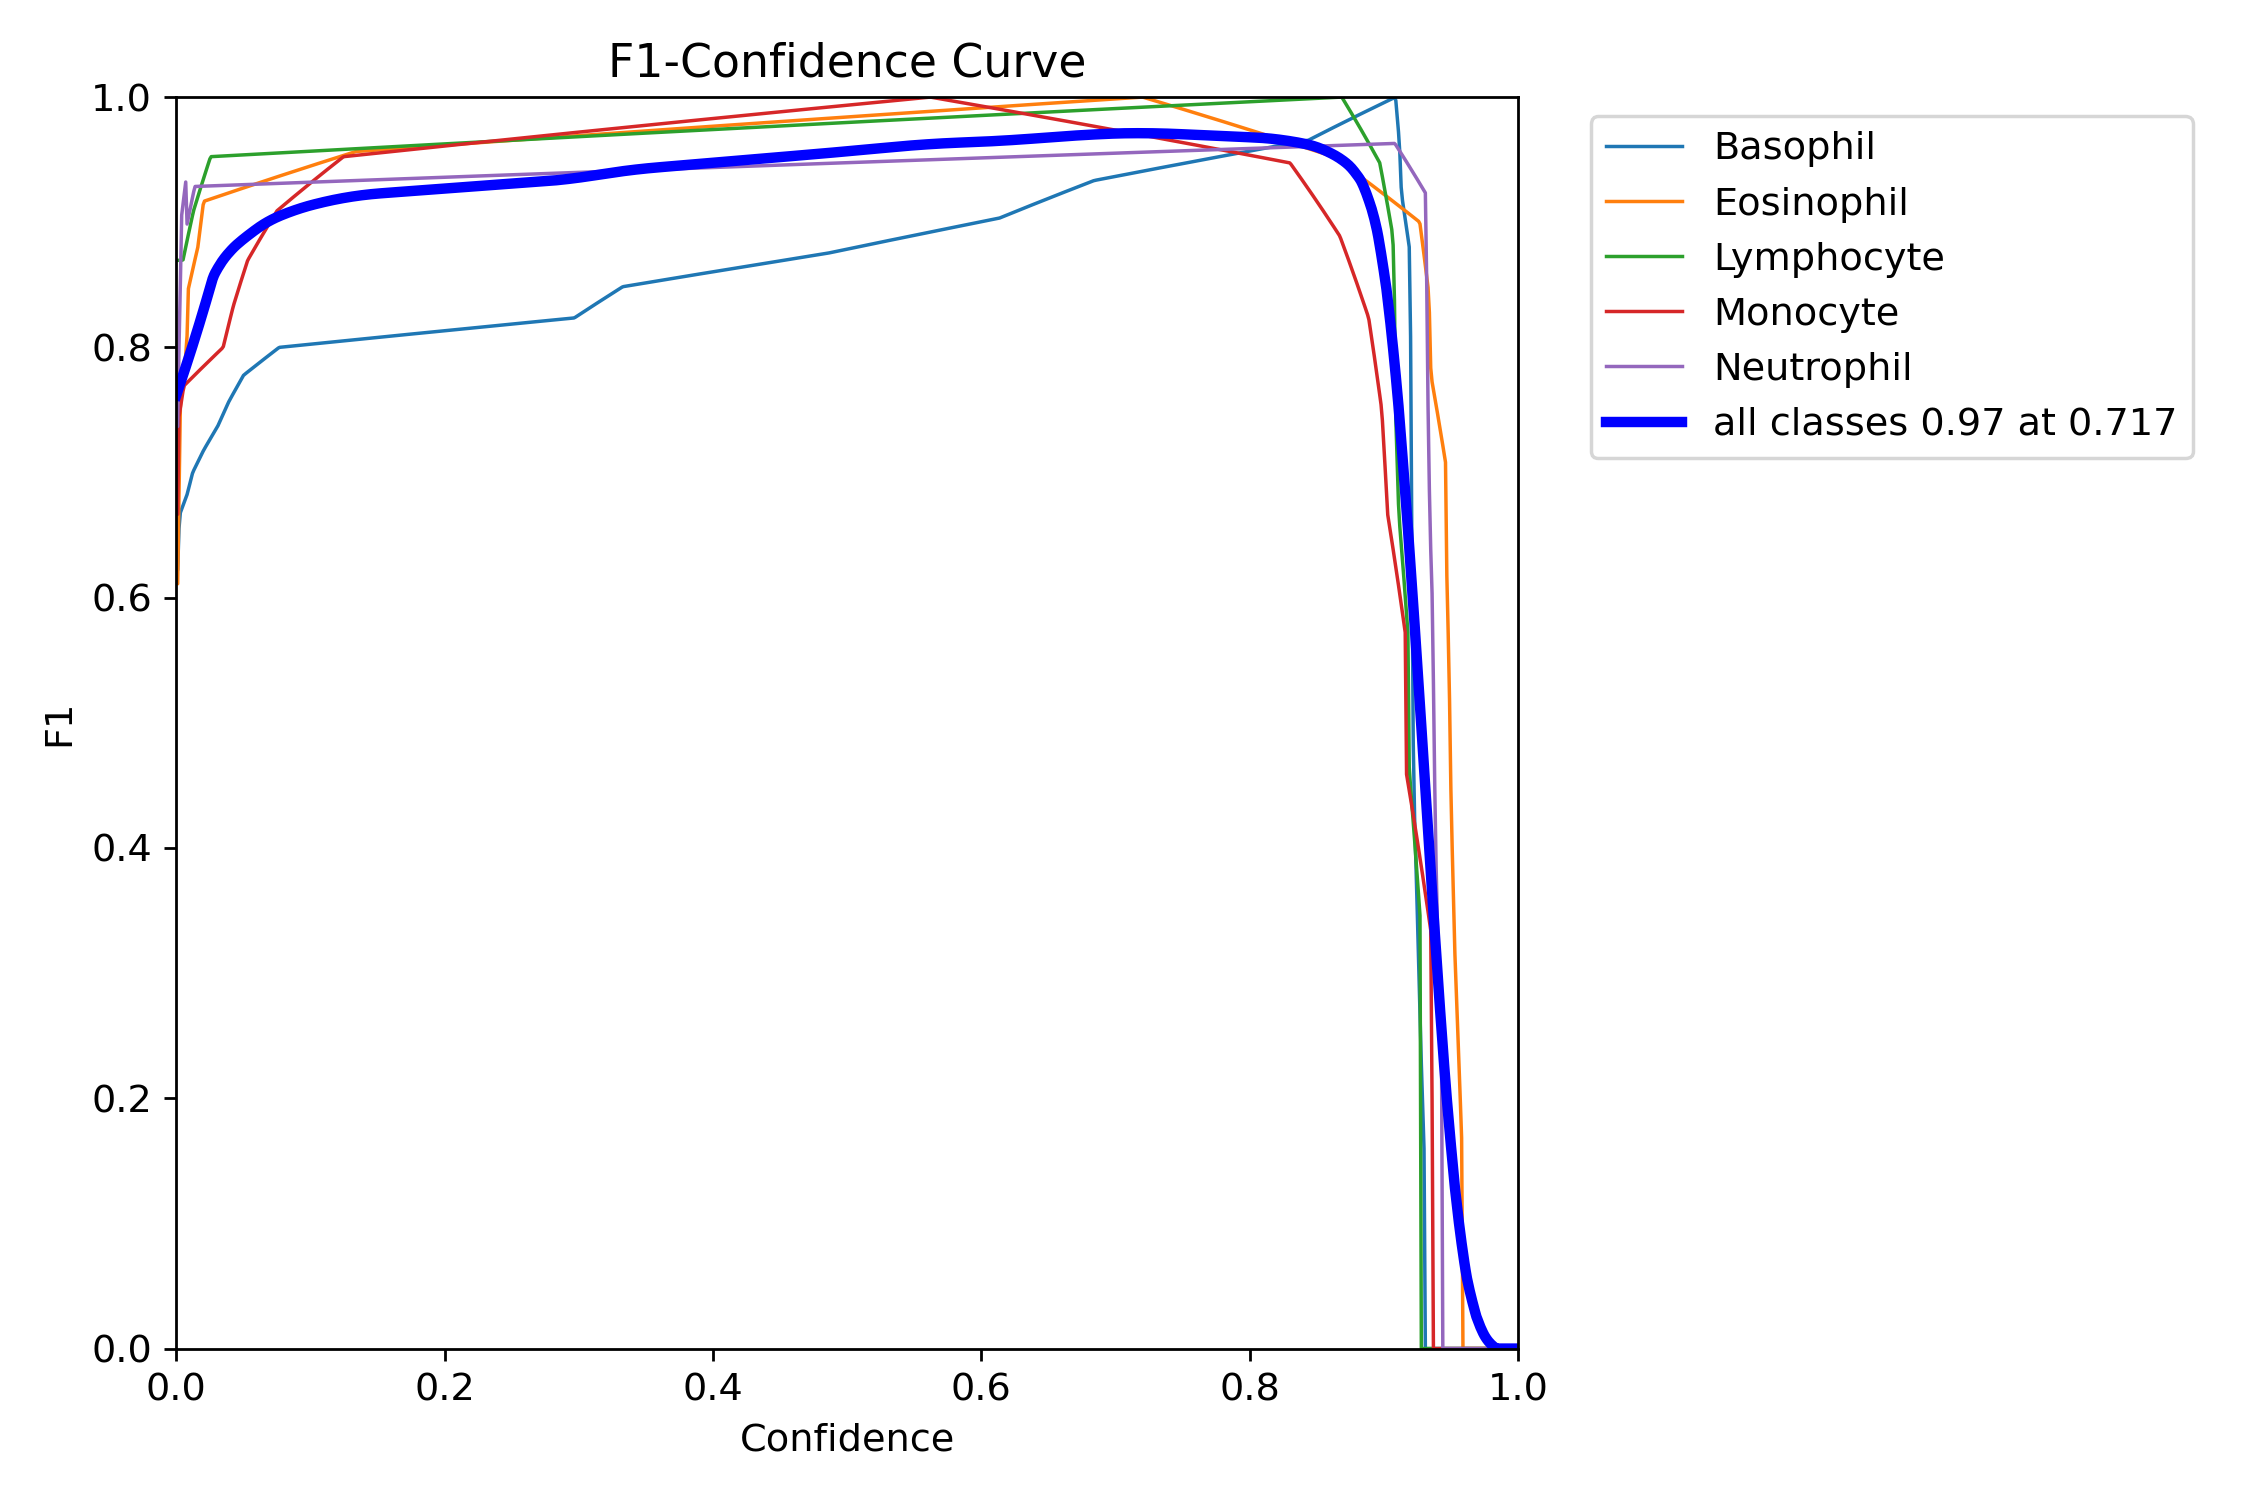 F1-Confidence Curve
1.0
0.8
0.6
0.4
0.2
0.0
F1
0.0 0.2 0.4 0.6 0.8 1.0
Confidence
Basophil
Eosinophil
Lymphocyte
Monocyte
Neutrophil
all classes 0.97 at 0.717